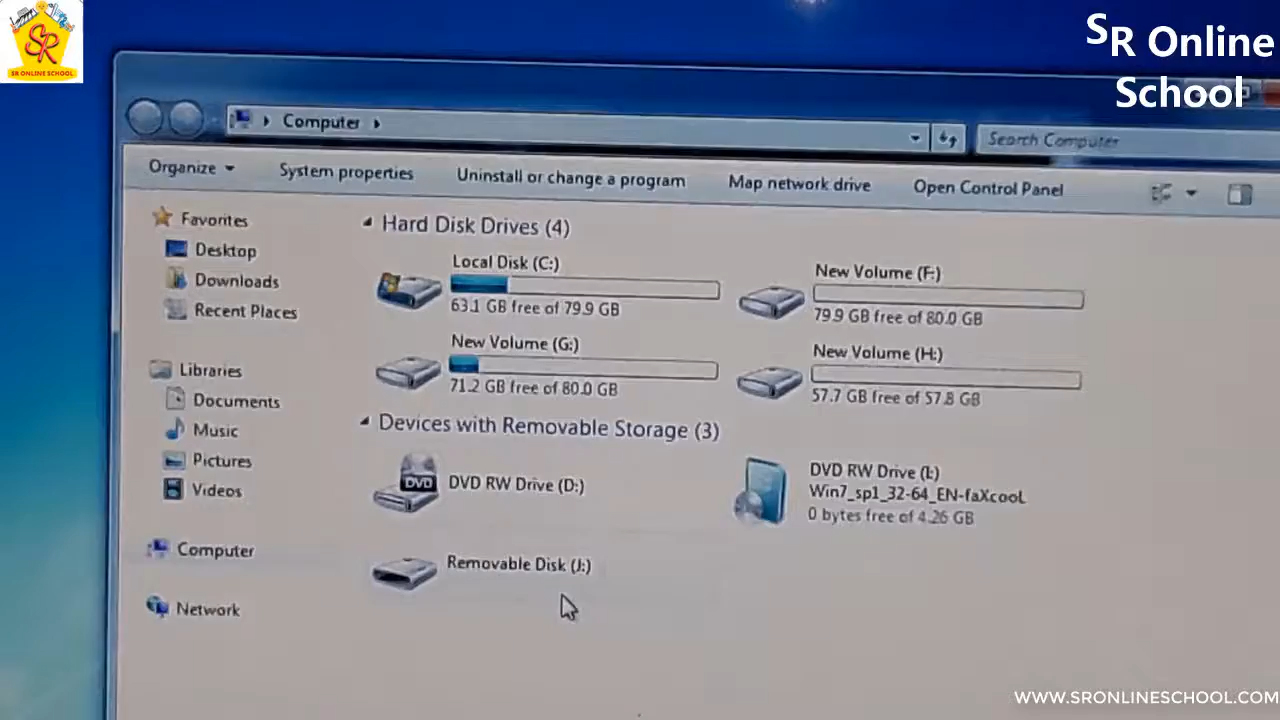 SR
SR ONLINE SCHOOL
SR Online
School
Computer
Search Computer
Organize
System properties
Uninstall or change a program
Map network drive
Open Control Panel
Favorites
Desktop
Downloads
Recent Places
Libraries
Documents
Music
Pictures
Videos
Computer
Network
Hard Disk Drives (4)
Local Disk (C:)
63.1 GB free of 79.9 GB
New Volume (F:)
79.9 GB free of 80.0 GB
New Volume (G:)
71.2 GB free of 80.0 GB
New Volume (H:)
57.7 GB free of 57.8 GB
Devices with Removable Storage (3)
DVD
DVD RW Drive (D:)
DVD RW Drive (I:)
Win7_sp1_32-64_EN-faXcooL
0 bytes free of 4.26 GB
Removable Disk (J:)
WWW.SRONLINESCHOOL.COM